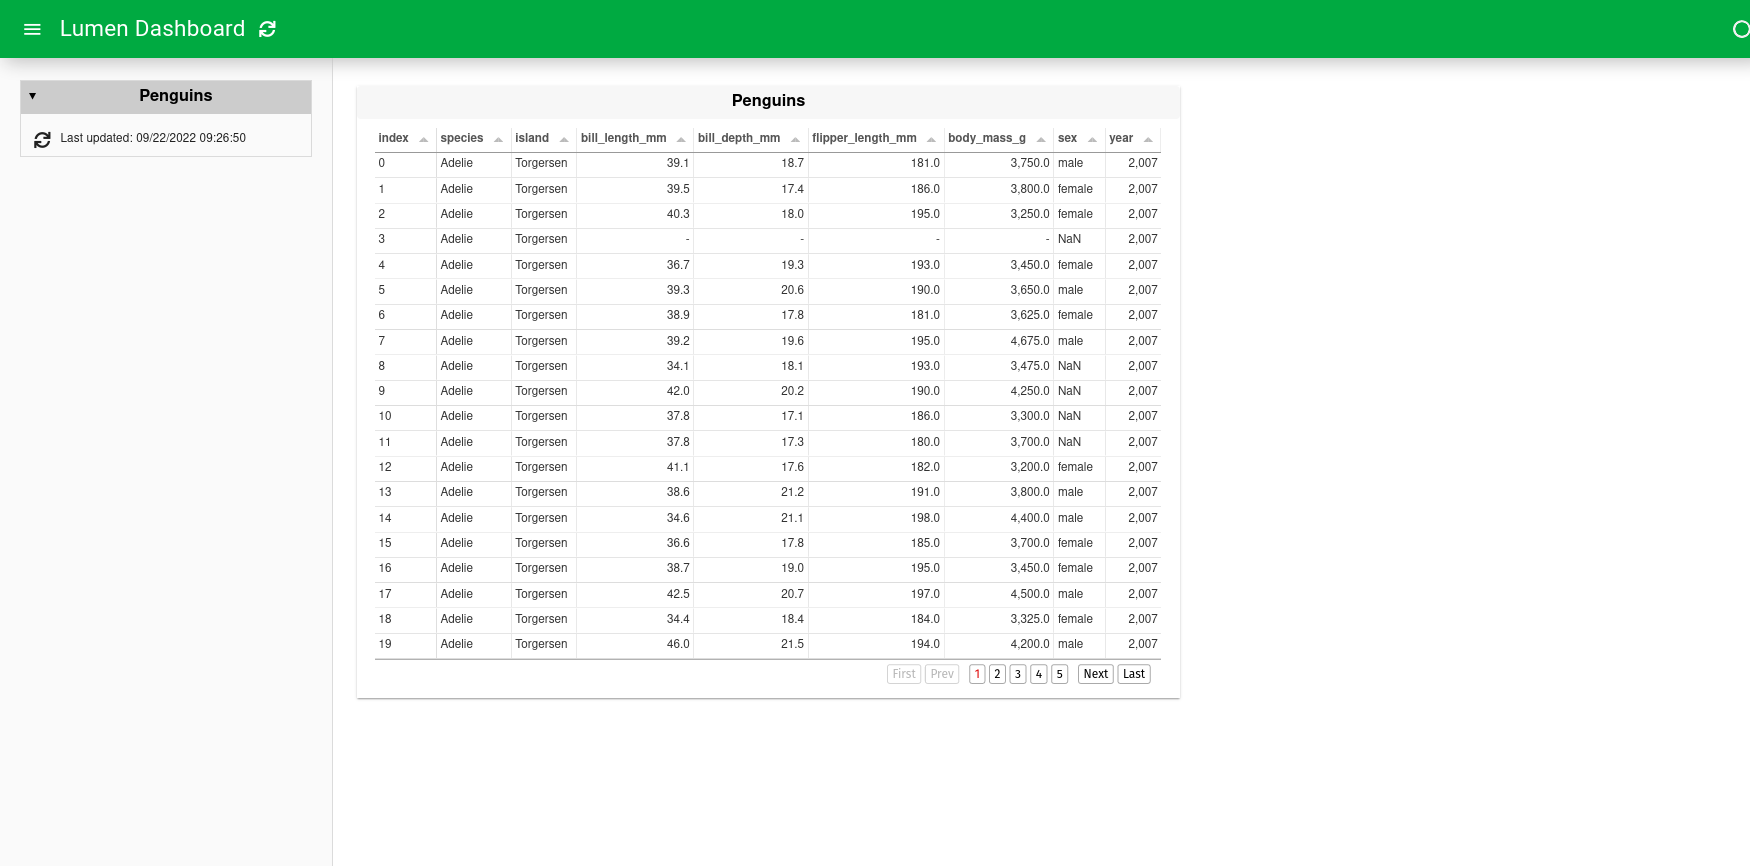 Lumen Dashboard
Penguins
Last updated: 09/22/2022 09:26:50
Penguins
index species island bill_length_mm bill_depth_mm flipper_length_mm body_mass_g sex year
0 Adelie Torgersen 39.1 18.7 181.0 3,750.0 male 2,007
1 Adelie Torgersen 39.5 17.4 186.0 3,800.0 female 2,007
2 Adelie Torgersen 40.3 18.0 195.0 3,250.0 female 2,007
3 Adelie Torgersen - - - - NaN 2,007
4 Adelie Torgersen 36.7 19.3 193.0 3,450.0 female 2,007
5 Adelie Torgersen 39.3 20.6 190.0 3,650.0 male 2,007
6 Adelie Torgersen 38.9 17.8 181.0 3,625.0 female 2,007
7 Adelie Torgersen 39.2 19.6 195.0 4,675.0 male 2,007
8 Adelie Torgersen 34.1 18.1 193.0 3,475.0 NaN 2,007
9 Adelie Torgersen 42.0 20.2 190.0 4,250.0 NaN 2,007
10 Adelie Torgersen 37.8 17.1 186.0 3,300.0 NaN 2,007
11 Adelie Torgersen 37.8 17.3 180.0 3,700.0 NaN 2,007
12 Adelie Torgersen 41.1 17.6 182.0 3,200.0 female 2,007
13 Adelie Torgersen 38.6 21.2 191.0 3,800.0 male 2,007
14 Adelie Torgersen 34.6 21.1 198.0 4,400.0 male 2,007
15 Adelie Torgersen 36.6 17.8 185.0 3,700.0 female 2,007
16 Adelie Torgersen 38.7 19.0 195.0 3,450.0 female 2,007
17 Adelie Torgersen 42.5 20.7 197.0 4,500.0 male 2,007
18 Adelie Torgersen 34.4 18.4 184.0 3,325.0 female 2,007
19 Adelie Torgersen 46.0 21.5 194.0 4,200.0 male 2,007
First Prev 1 2 3 4 5 Next Last